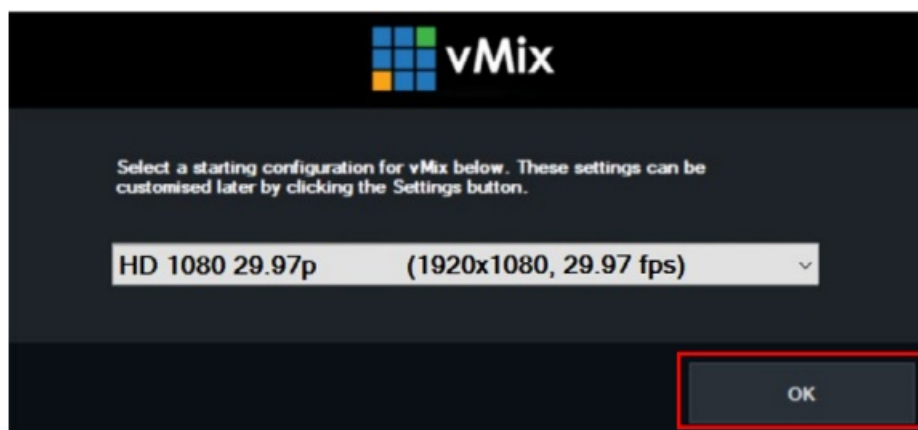 vMix
Select a starting configuration for vMix below. These settings can be
customised later by clicking the Settings button.
HD 1080 29.97p (1920x1080, 29.97 fps)
OK